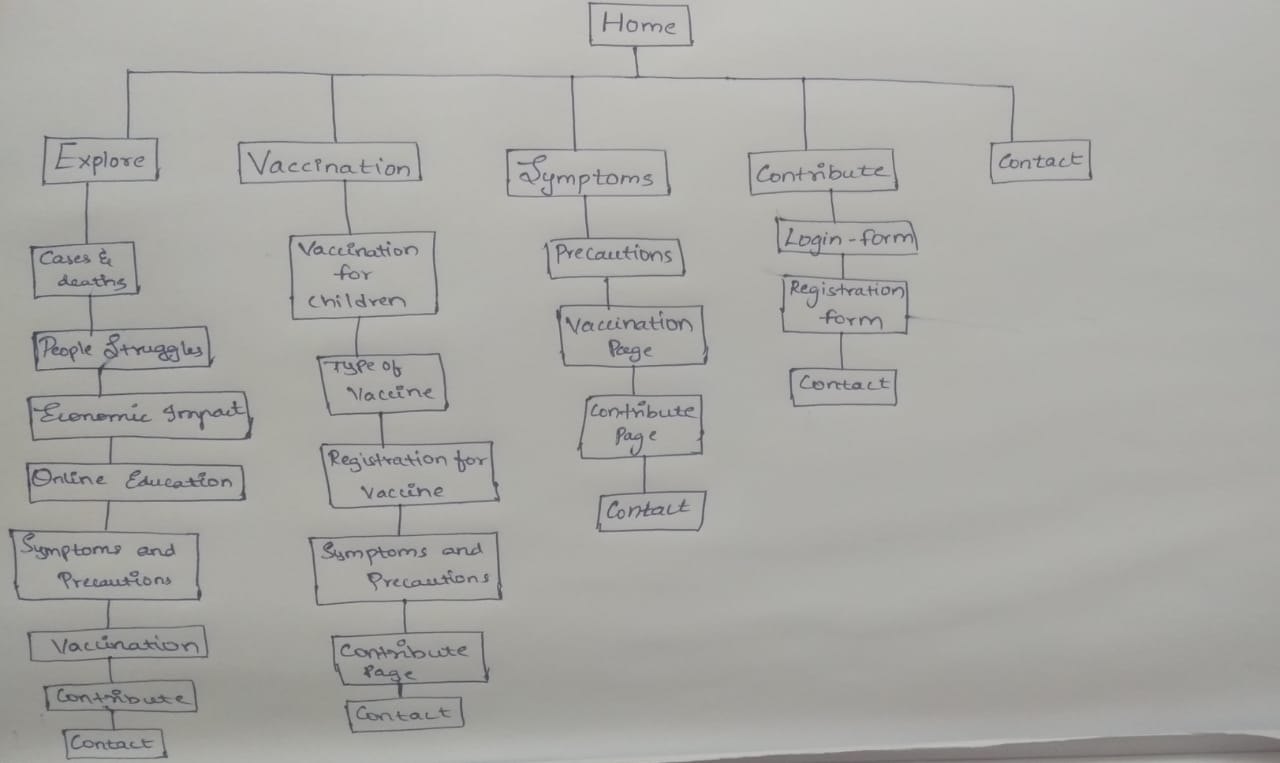 Home
Explore
Vaccination
Symptoms
Contribute
Contact
Cases &
deaths
People Struggles
Economic Impact
Online Education
Symptoms and
Precautions
Vaccination
Contribute
Contact
Vaccination
for
children
Type of
Vaccine
Registration for
vaccine
Symptoms and
Precautions
Contribute
Page
Contact
Precautions
Vaccination
Page
Contribute
Page
Contact
Login-form
Registration
form
Contact